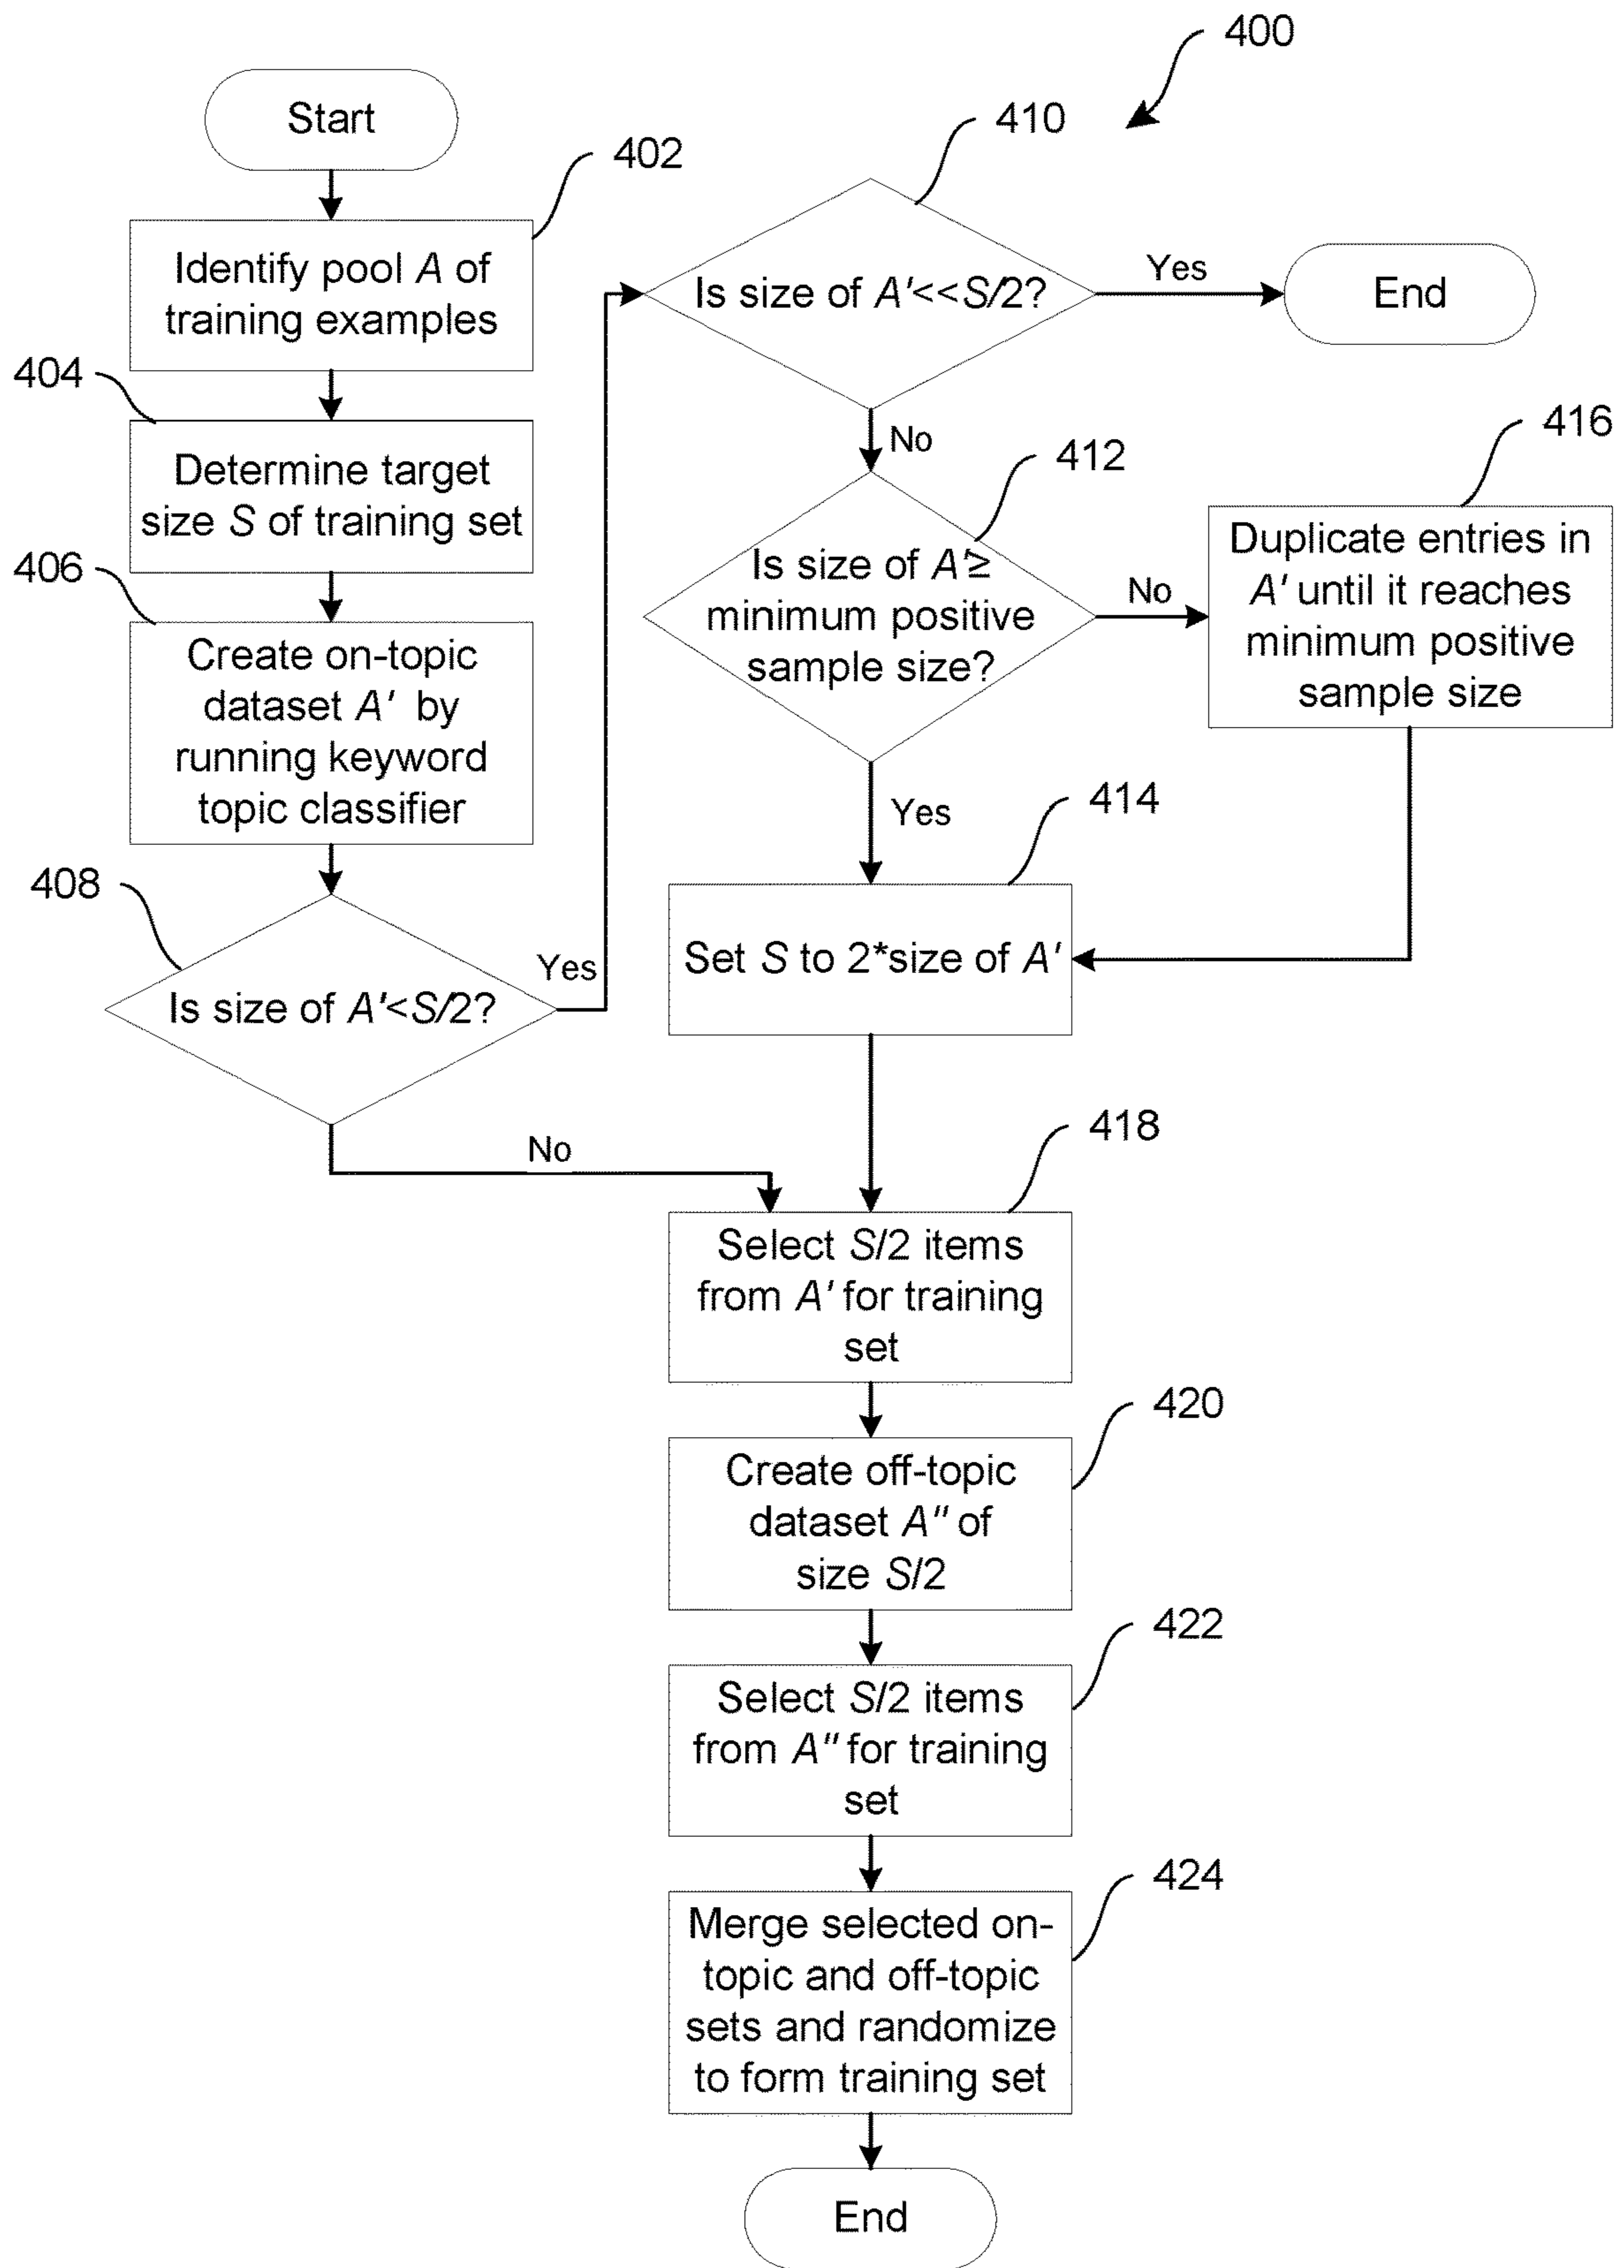 400
Start
402
Identify pool A of
training examples
404
Determine target
size S of training set
406
Create on-topic
dataset A' by
running keyword
topic classifier
408
Is size of A'<S/2?
Yes
No
410
Is size of A'<<S/2?
Yes
End
No
412
Is size of A'≥
minimum positive
sample size?
No
416
Duplicate entries in
A' until it reaches
minimum positive
sample size
Yes
414
Set S to 2*size of A'
418
Select S/2 items
from A' for training
set
420
Create off-topic
dataset A" of
size S/2
422
Select S/2 items
from A" for training
set
424
Merge selected on-
topic and off-topic
sets and randomize
to form training set
End